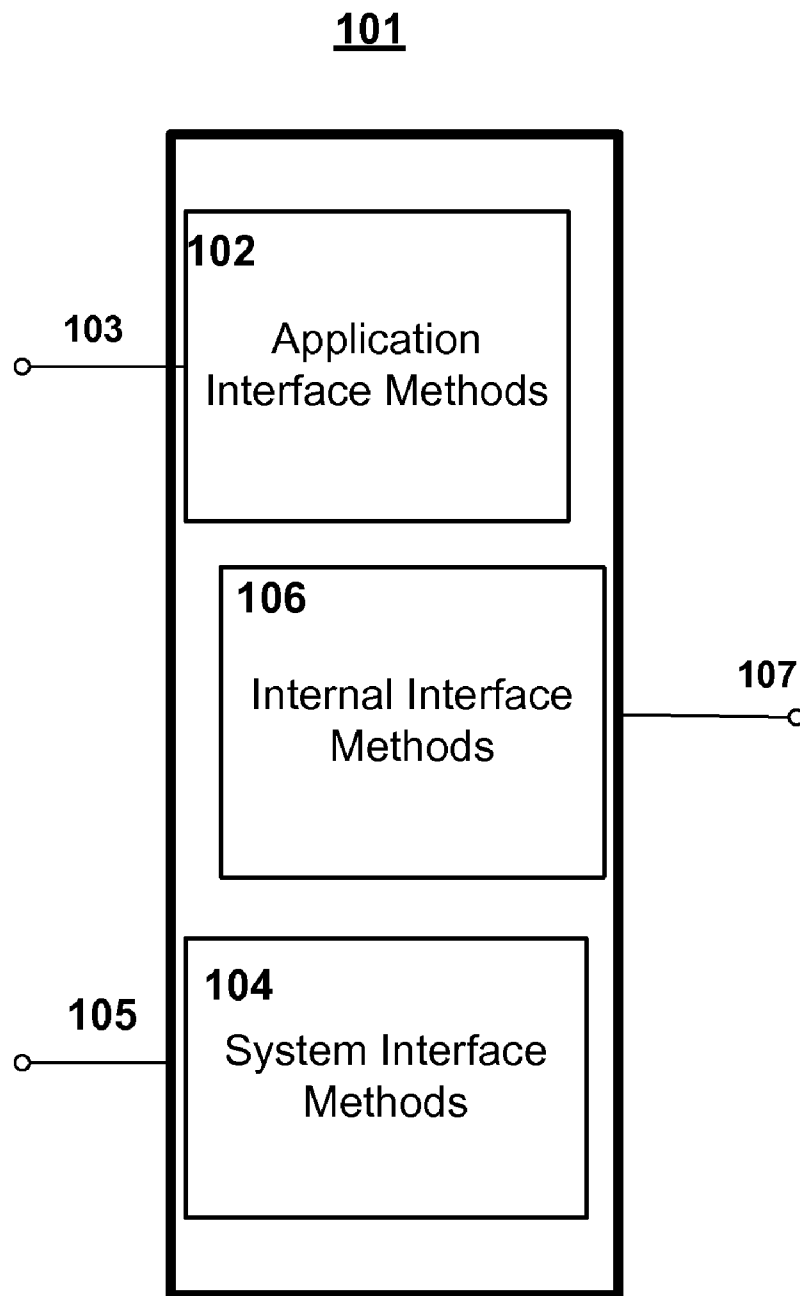 101
102
103
Application
Interface Methods
106
107
Internal Interface
Methods
104
105
System Interface
Methods